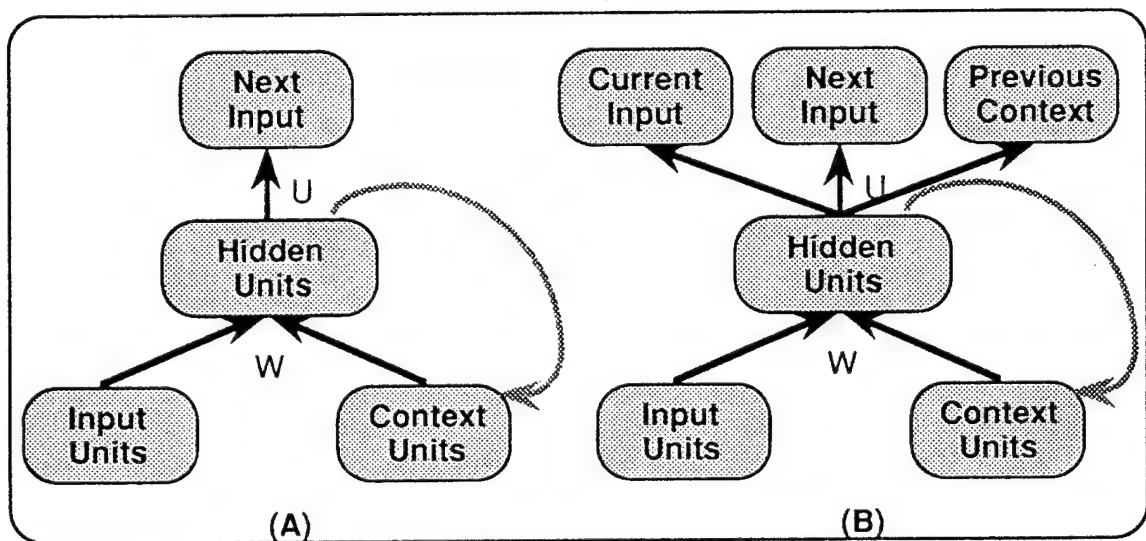 Next
Input
U
Hidden
Units
W
Input
Units
Context
Units
(A)
Current
Input
Next
Input
Previous
Context
U
Hidden
Units
W
Input
Units
Context
Units
(B)